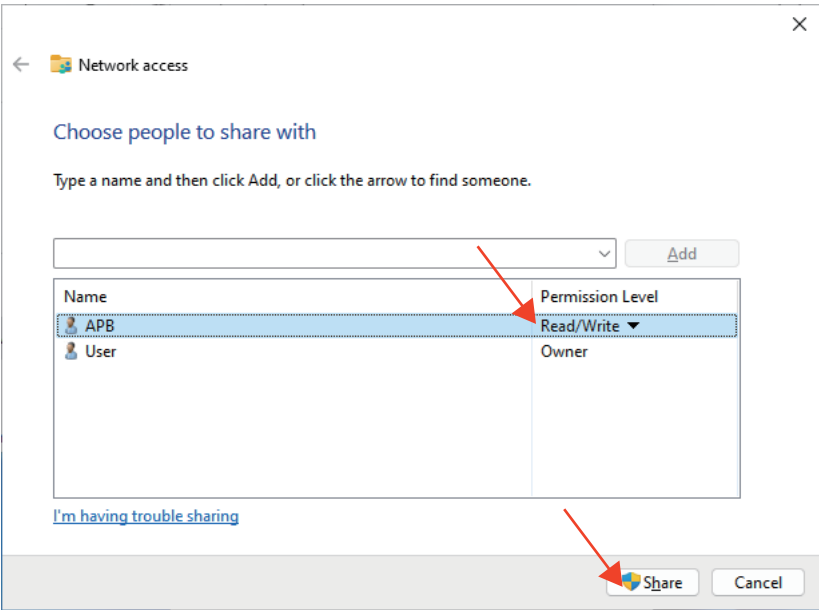 Network access
Choose people to share with
Type a name and then click Add, or click the arrow to find someone.
Add
Name Permission Level
APB Read/Write
User Owner
I'm having trouble sharing
Share Cancel